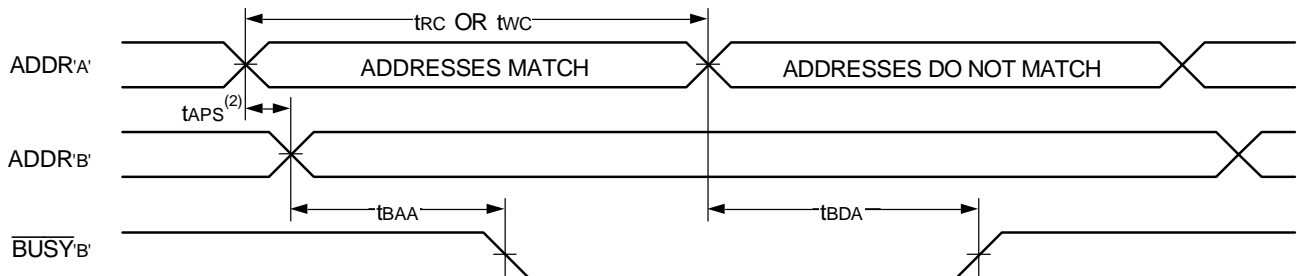 tRC OR tWC
ADDR'A'
ADDRESSES MATCH
ADDRESSES DO NOT MATCH
tAPS(2)
ADDR'B'
tBAA
tBDA
BUSY'B'